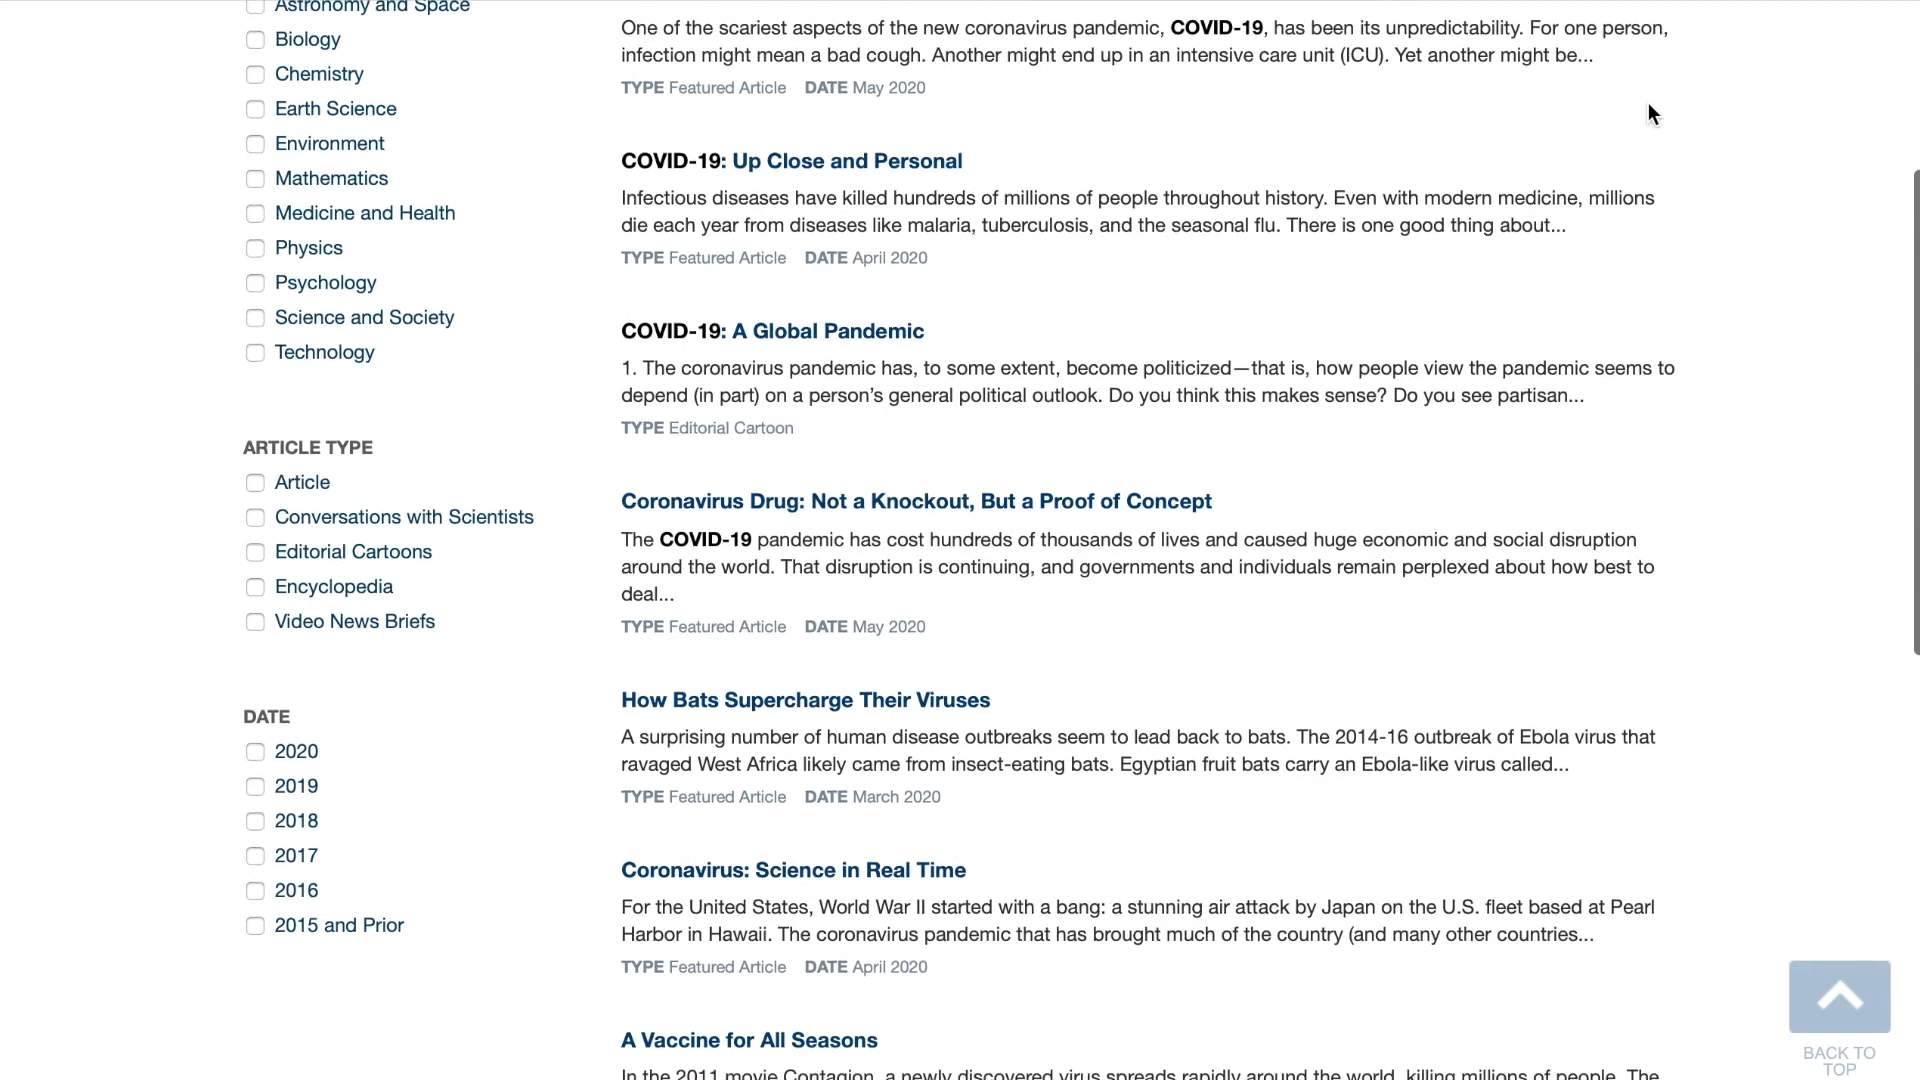 Astronomy and Space
Biology
Chemistry
Earth Science
Environment
Mathematics
Medicine and Health
Physics
Psychology
Science and Society
Technology
ARTICLE TYPE
Article
Conversations with Scientists
Editorial Cartoons
Encyclopedia
Video News Briefs
DATE
2020
2019
2018
2017
2016
2015 and Prior
One of the scariest aspects of the new coronavirus pandemic, COVID-19, has been its unpredictability. For one person,
infection might mean a bad cough. Another might end up in an intensive care unit (ICU). Yet another might be...
TYPE Featured Article DATE May 2020
COVID-19: Up Close and Personal
Infectious diseases have killed hundreds of millions of people throughout history. Even with modern medicine, millions
die each year from diseases like malaria, tuberculosis, and the seasonal flu. There is one good thing about...
TYPE Featured Article DATE April 2020
COVID-19: A Global Pandemic
1. The coronavirus pandemic has, to some extent, become politicized—that is, how people view the pandemic seems to
depend (in part) on a person’s general political outlook. Do you think this makes sense? Do you see partisan...
TYPE Editorial Cartoon
Coronavirus Drug: Not a Knockout, But a Proof of Concept
The COVID-19 pandemic has cost hundreds of thousands of lives and caused huge economic and social disruption
around the world. That disruption is continuing, and governments and individuals remain perplexed about how best to
deal...
TYPE Featured Article DATE May 2020
How Bats Supercharge Their Viruses
A surprising number of human disease outbreaks seem to lead back to bats. The 2014-16 outbreak of Ebola virus that
ravaged West Africa likely came from insect-eating bats. Egyptian fruit bats carry an Ebola-like virus called...
TYPE Featured Article DATE March 2020
Coronavirus: Science in Real Time
For the United States, World War II started with a bang: a stunning air attack by Japan on the U.S. fleet based at Pearl
Harbor in Hawaii. The coronavirus pandemic that has brought much of the country (and many other countries...
TYPE Featured Article DATE April 2020
A Vaccine for All Seasons
In the 2011 movie Contagion, a newly discovered virus spreads rapidly around the world, killing millions of people. The
BACK TO
TOP